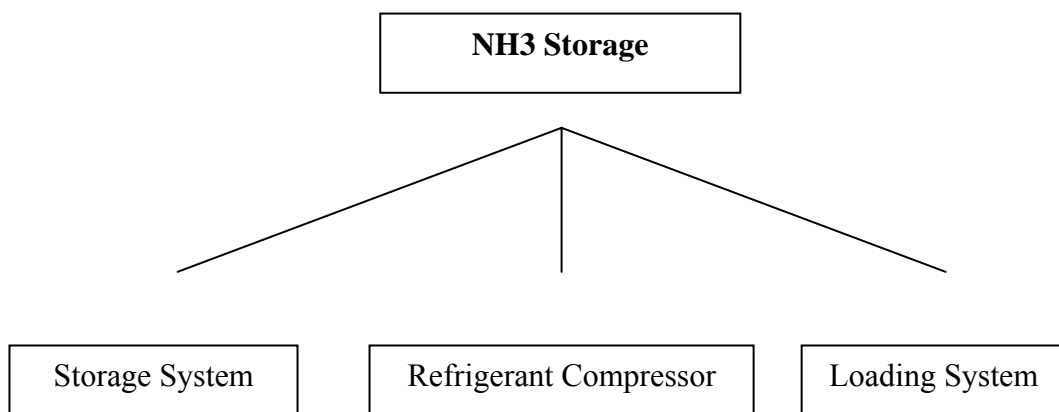 NH3 Storage
Storage System
Refrigerant Compressor
Loading System